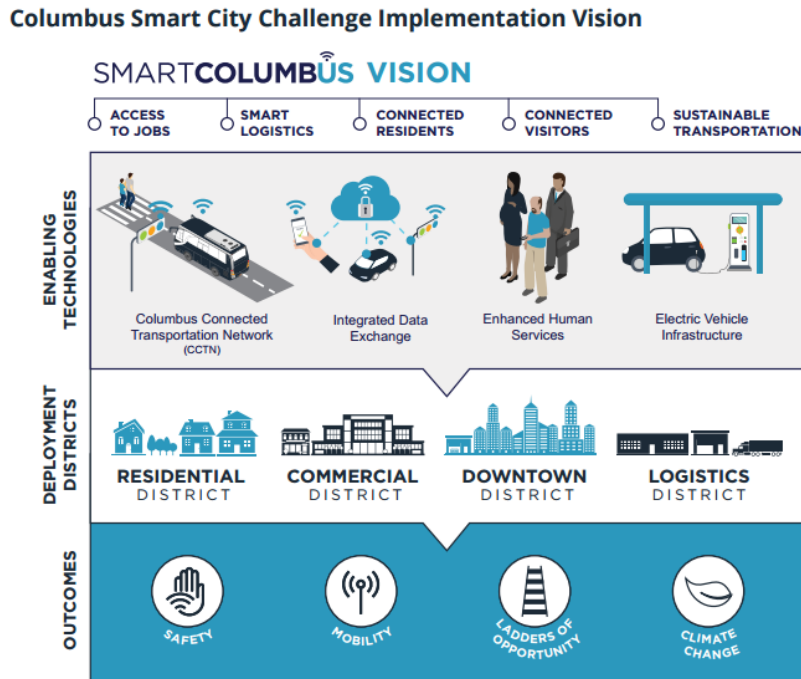 Columbus Smart City Challenge Implementation Vision
SMARTCOLUMBUS VISION
ACCESS
TO JOBS
SMART
LOGISTICS
CONNECTED
RESIDENTS
CONNECTED
VISITORS
SUSTAINABLE
TRANSPORTATION
ENABLING
TECHNOLOGIES
Columbus Connected
Transportation Network
(CCTN)
Integrated Data
Exchange
Enhanced Human
Services
Electric Vehicle
Infrastructure
DEPLOYMENT
DISTRICTS
RESIDENTIAL
DISTRICT
COMMERCIAL
DISTRICT
DOWNTOWN
DISTRICT
LOGISTICS
DISTRICT
OUTCOMES
SAFETY
MOBILITY
LADDERS OF
OPPORTUNITY
CLIMATE
CHANGE